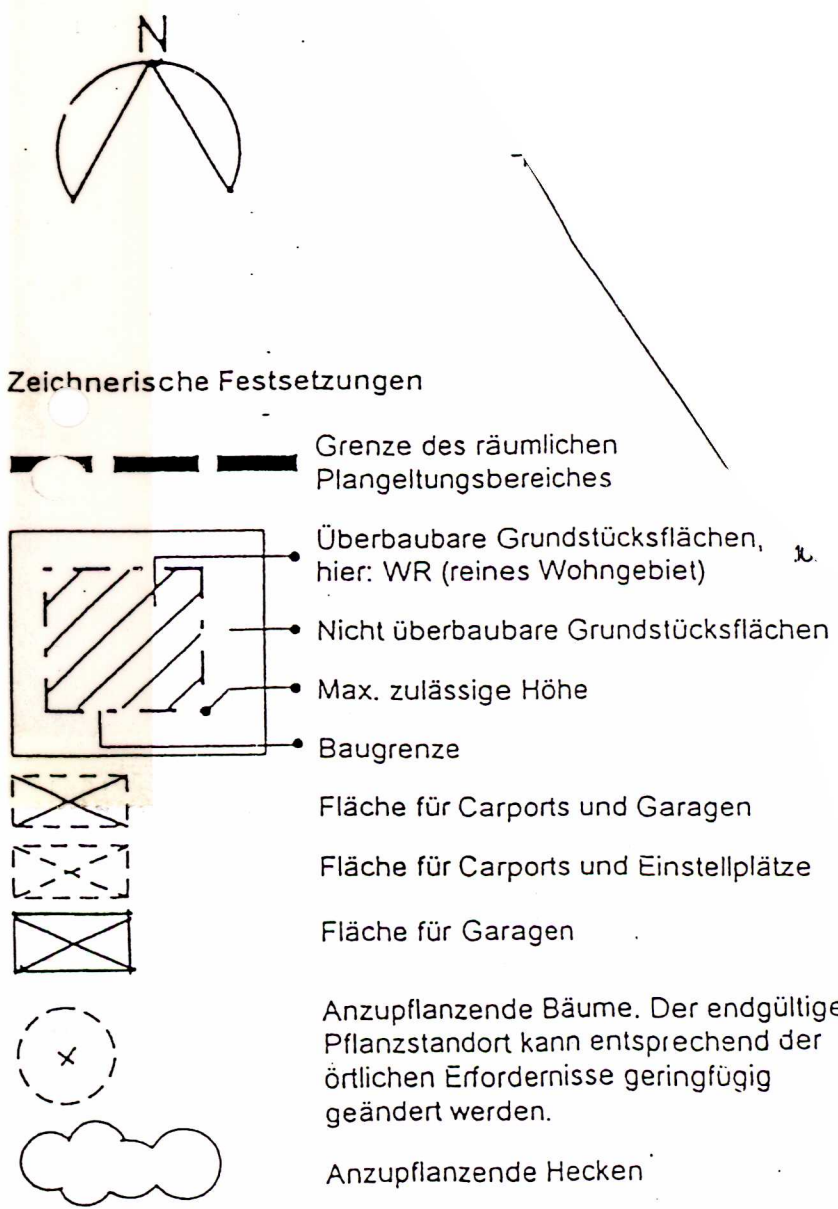 N
Zeichnerische Festsetzungen
Grenze des räumlichen
Plangeltungsbereiches
Überbaubare Grundstücksflächen,
hier: WR (reines Wohngebiet)
Nicht überbaubare Grundstücksflächen
Max. zulässige Höhe
Baugrenze
Fläche für Carports und Garagen
Fläche für Carports und Einstellplätze
Fläche für Garagen
Anzupflanzende Bäume. Der endgültige
Pflanzstandort kann entsprechend der
örtlichen Erfordernisse geringfügig
geändert werden.
Anzupflanzende Hecken